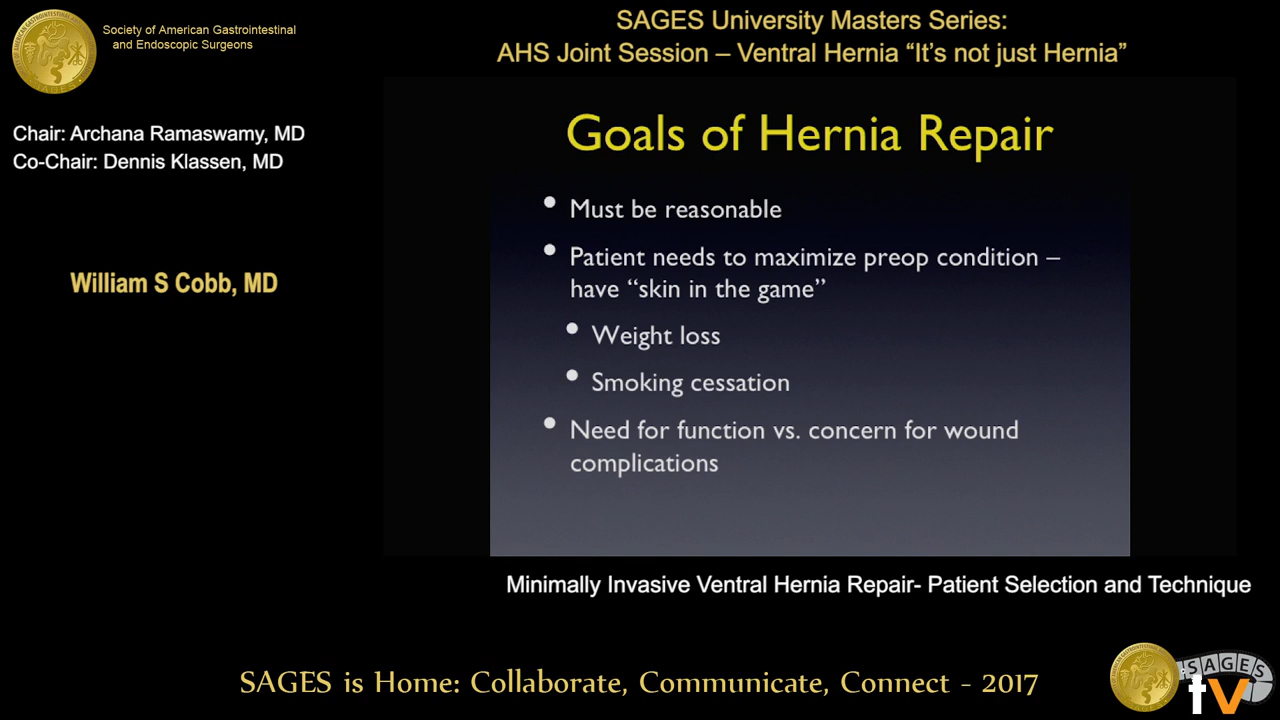 Society of American Gastrointestinal
and Endoscopic Surgeons
SAGES University Masters Series:
AHS Joint Session – Ventral Hernia “It’s not just Hernia”
Chair: Archana Ramaswamy, MD
Co-Chair: Dennis Klassen, MD
William S Cobb, MD
Goals of Hernia Repair
• Must be reasonable
• Patient needs to maximize preop condition –
have “skin in the game”
• Weight loss
• Smoking cessation
• Need for function vs. concern for wound
complications
Minimally Invasive Ventral Hernia Repair- Patient Selection and Technique
SAGES is Home: Collaborate, Communicate, Connect - 2017
SAGES
tv